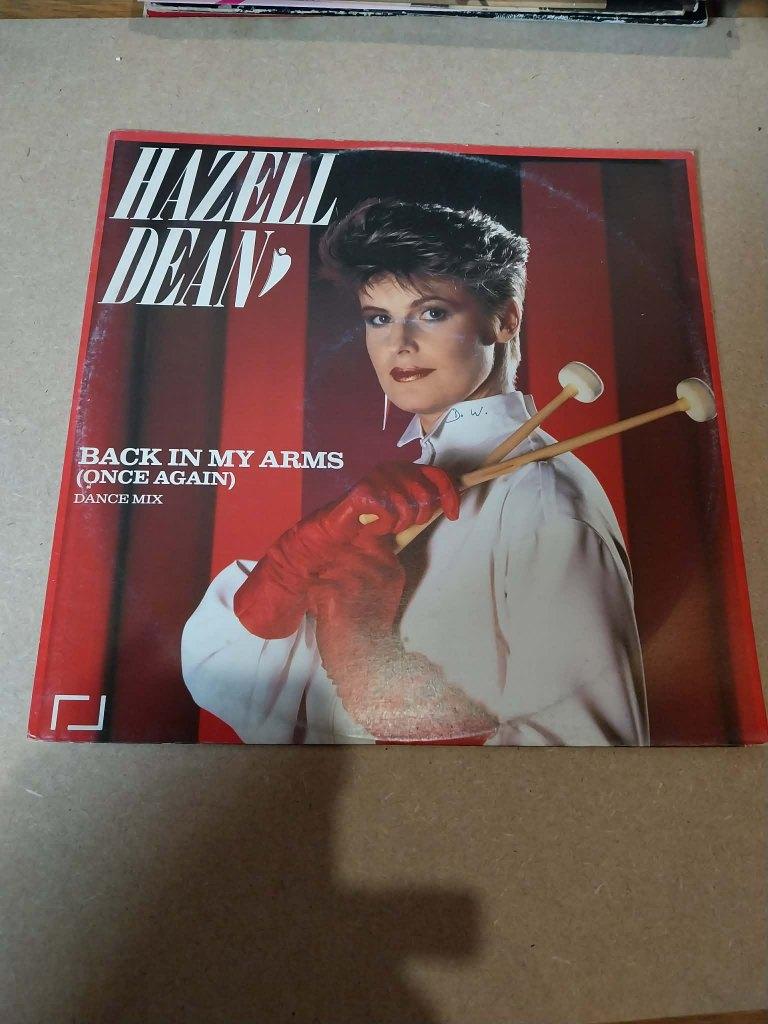 HAZELL
DEAN
BACK IN MY ARMS
(ONCE AGAIN)
DANCE MIX
D. W.